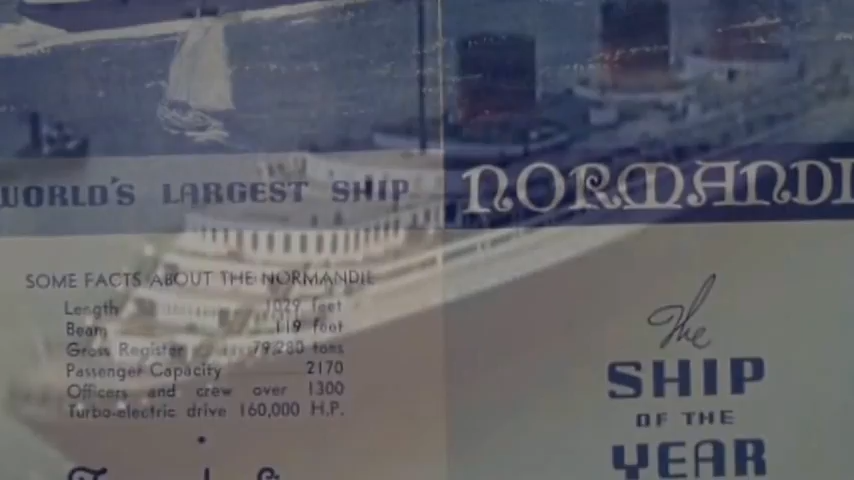 WORLD'S LARGEST SHIP
NORMANDI
SOME FACTS ABOUT THE NORMANDIE
Length 1029 feet
Beam 119 feet
Gross Register 79,280 tons
Passenger Capacity 2170
Officers and crew over 1300
Turbo-electric drive 160,000 H.P.
The
SHIP
OF THE
YEAR